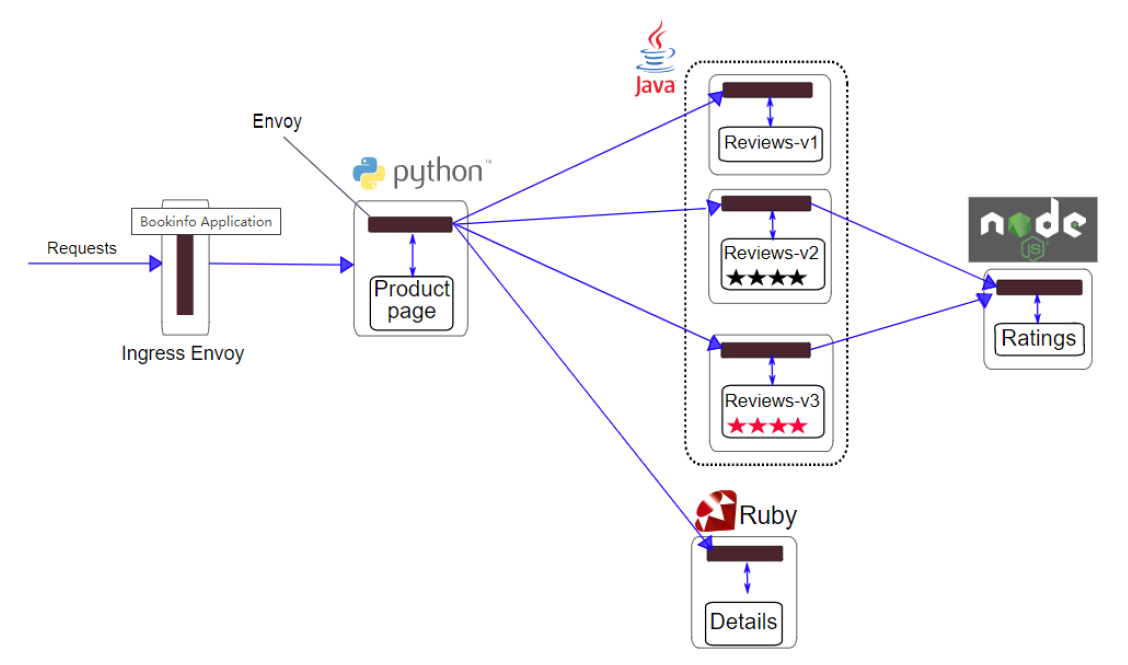 Java
Reviews-v1
Envoy
python™
Bookinfo Application
Requests
Ingress Envoy
Product
page
Reviews-v2
Reviews-v3
node
JS
Ratings
Ruby
Details